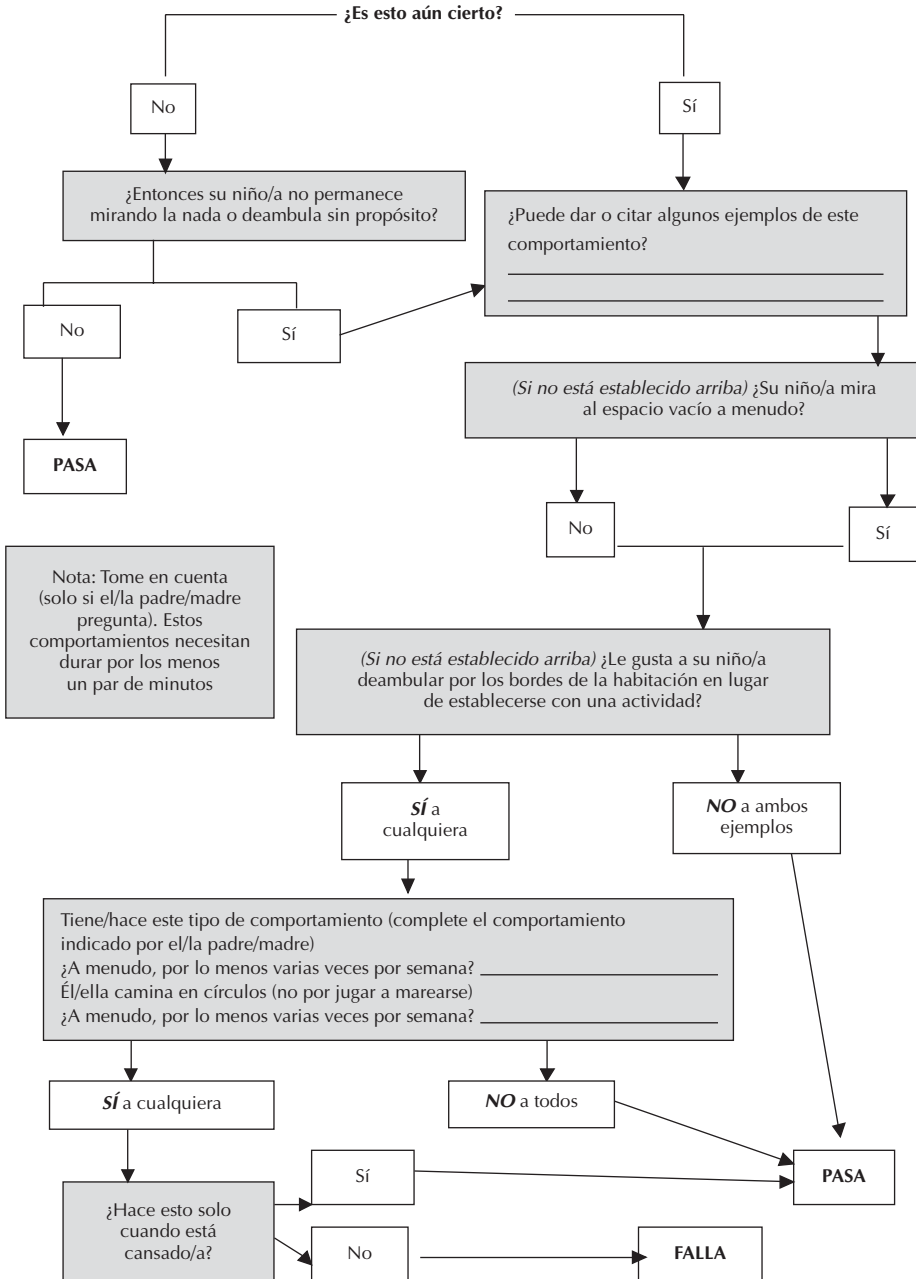 ¿Es esto aún cierto?
No
Sí
¿Entonces su niño/a no permanece
mirando la nada o deambula sin propósito?
¿Puede dar o citar algunos ejemplos de este
comportamiento?
No
Sí
(Si no está establecido arriba) ¿Su niño/a mira
al espacio vacío a menudo?
PASA
No
Sí
Nota: Tome en cuenta
(solo si el/la padre/madre
pregunta). Estos
comportamientos necesitan
durar por los menos
un par de minutos
(Si no está establecido arriba) ¿Le gusta a su niño/a
deambular por los bordes de la habitación en lugar
de establecerse con una actividad?
SÍ a
cualquiera
NO a ambos
ejemplos
Tiene/hace este tipo de comportamiento (complete el comportamiento
indicado por el/la padre/madre)
¿A menudo, por lo menos varias veces por semana?
Él/ella camina en círculos (no por jugar a marearse)
¿A menudo, por lo menos varias veces por semana?
SÍ a cualquiera
NO a todos
¿Hace esto solo
cuando está
cansado/a?
Sí
PASA
No
FALLA